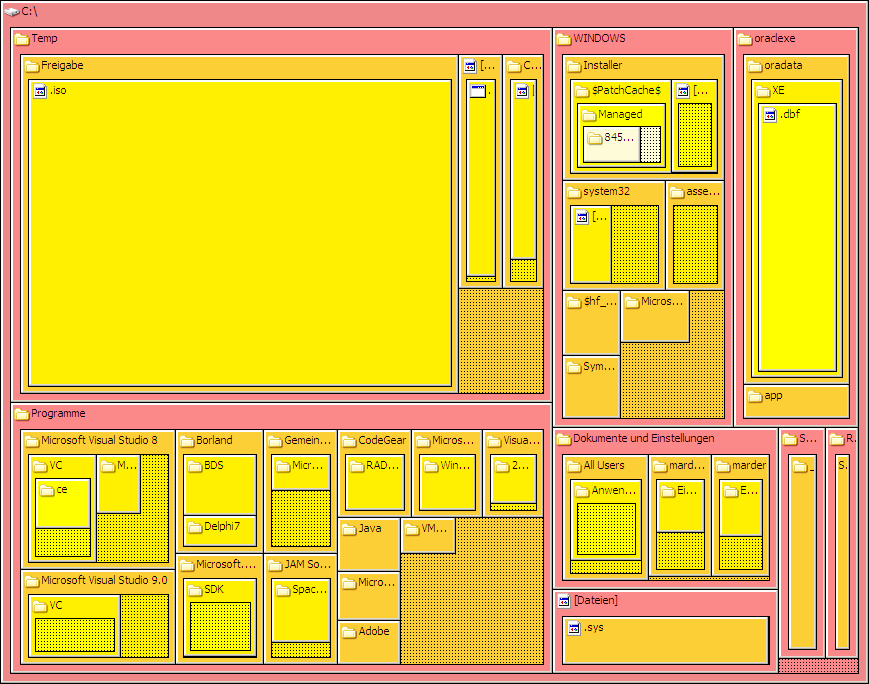 C:\
Temp
Freigabe
.iso
[...
.
C...
[
WINDOWS
Installer
$PatchCache$
Managed
845...
[...
system32
[...
asse...
$hf_...
Micros...
Sym...
oraclexe
oradata
XE
.dbf
app
Programme
Microsoft Visual Studio 8
VC
ce
M...
Microsoft Visual Studio 9.0
VC
Borland
BDS
Delphi7
Microsoft....
SDK
Gemein...
Micr...
JAM So...
Spac...
CodeGear
RAD...
Micros...
Win...
Visua...
2...
Java
VM...
Micro...
Adobe
Dokumente und Einstellungen
All Users
Anwen...
mard...
Ei...
marder
E...
[Dateien]
.sys
S...
_
R.
S.